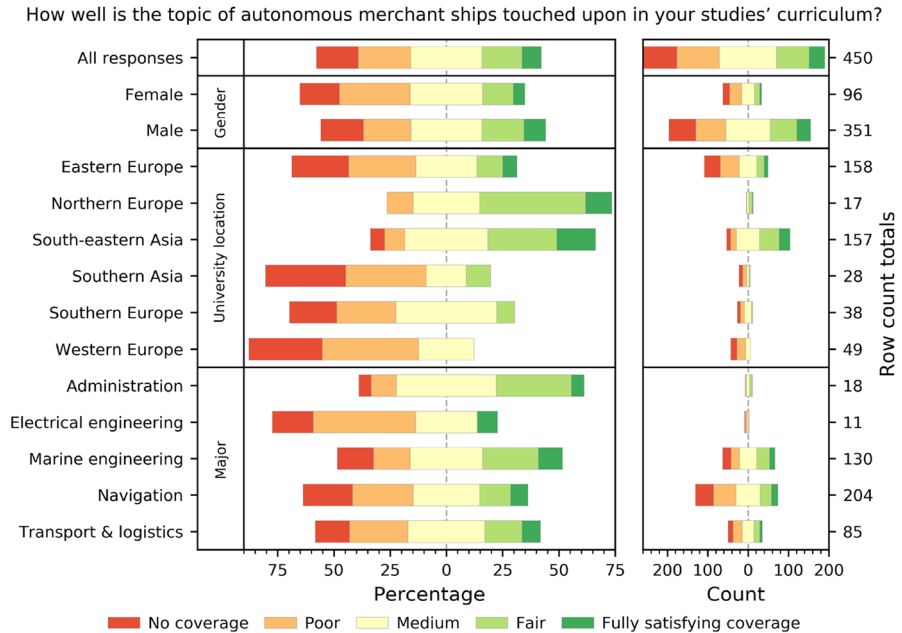 How well is the topic of autonomous merchant ships touched upon in your studies’ curriculum?
All responses 450
Female 96
Male 351
Gender
Eastern Europe 158
Northern Europe 17
South-eastern Asia 157
Southern Asia 28
Southern Europe 38
Western Europe 49
University location
Administration 18
Electrical engineering 11
Marine engineering 130
Navigation 204
Transport & logistics 85
Major
Row count totals
75 50 25 0 25 50 75
Percentage
200 100 0 100 200
Count
No coverage Poor Medium Fair Fully satisfying coverage